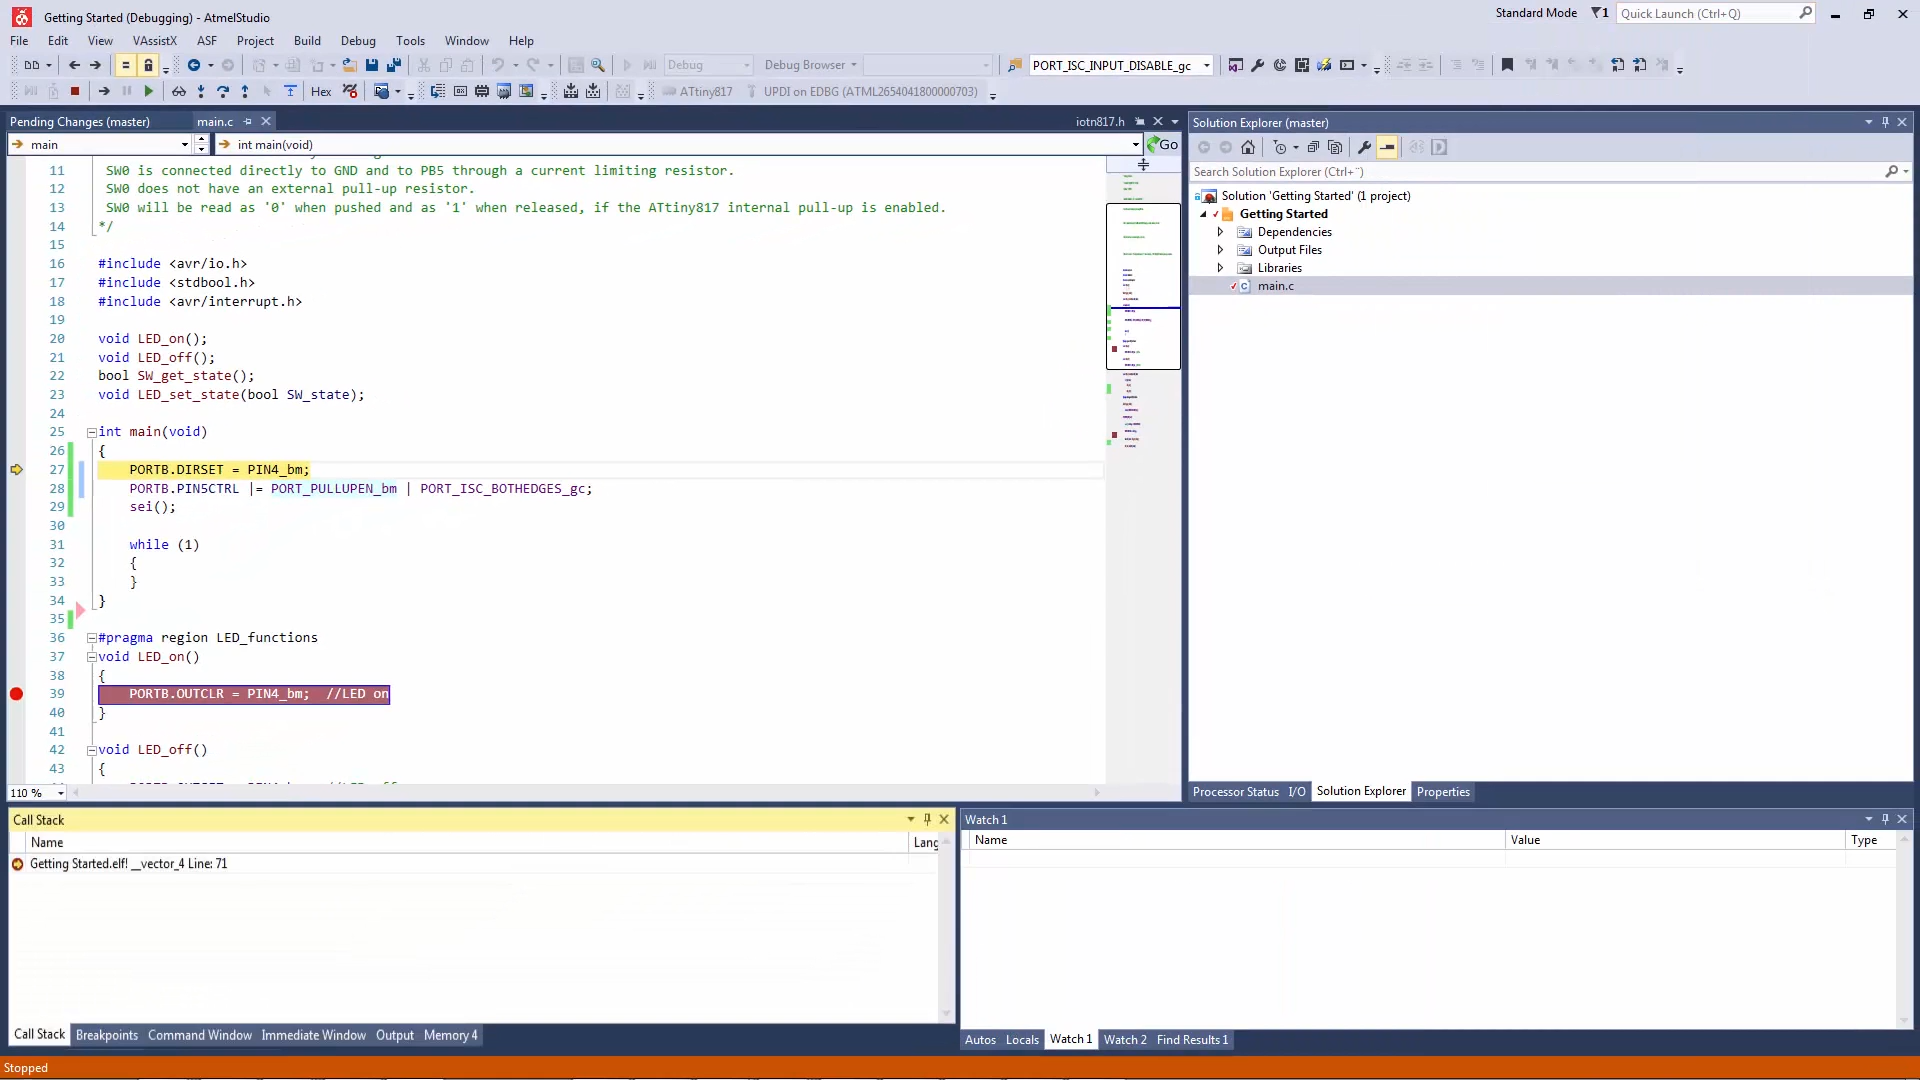 Getting Started (Debugging) - AtmelStudio
Standard Mode
1
Quick Launch (Ctrl+Q)
File Edit View VAssistX ASF Project Build Debug Tools Window Help
Debug
Debug Browser
PORT_ISC_INPUT_DISABLE_gc
Hex
ATtiny817
UPDI on EDBG (ATML2654041800000703)
Pending Changes (master)
main.c
iotn817.h
main
int main(void)
Go
11 SW0 is connected directly to GND and to PB5 through a current limiting resistor.
12 SW0 does not have an external pull-up resistor.
13 SW0 will be read as '0' when pushed and as '1' when released, if the ATtiny817 internal pull-up is enabled.
14 */
15
16 #include <avr/io.h>
17 #include <stdbool.h>
18 #include <avr/interrupt.h>
19
20 void LED_on();
21 void LED_off();
22 bool SW_get_state();
23 void LED_set_state(bool SW_state);
24
25 int main(void)
26 {
27 PORTB.DIRSET = PIN4_bm;
28 PORTB.PIN5CTRL |= PORT_PULLUPEN_bm | PORT_ISC_BOTHEDGES_gc;
29 sei();
30
31 while (1)
32 {
33 }
34 }
35
36 #pragma region LED_functions
37 void LED_on()
38 {
39 PORTB.OUTCLR = PIN4_bm; //LED on
40 }
41
42 void LED_off()
43 {
110 %
Solution Explorer (master)
Search Solution Explorer (Ctrl+¨)
Solution 'Getting Started' (1 project)
Getting Started
Dependencies
Output Files
Libraries
main.c
Processor Status I/O Solution Explorer Properties
Call Stack
Name Lang
Getting Started.elf! __vector_4 Line: 71
Call Stack Breakpoints Command Window Immediate Window Output Memory 4
Watch 1
Name Value Type
Autos Locals Watch 1 Watch 2 Find Results 1
Stopped